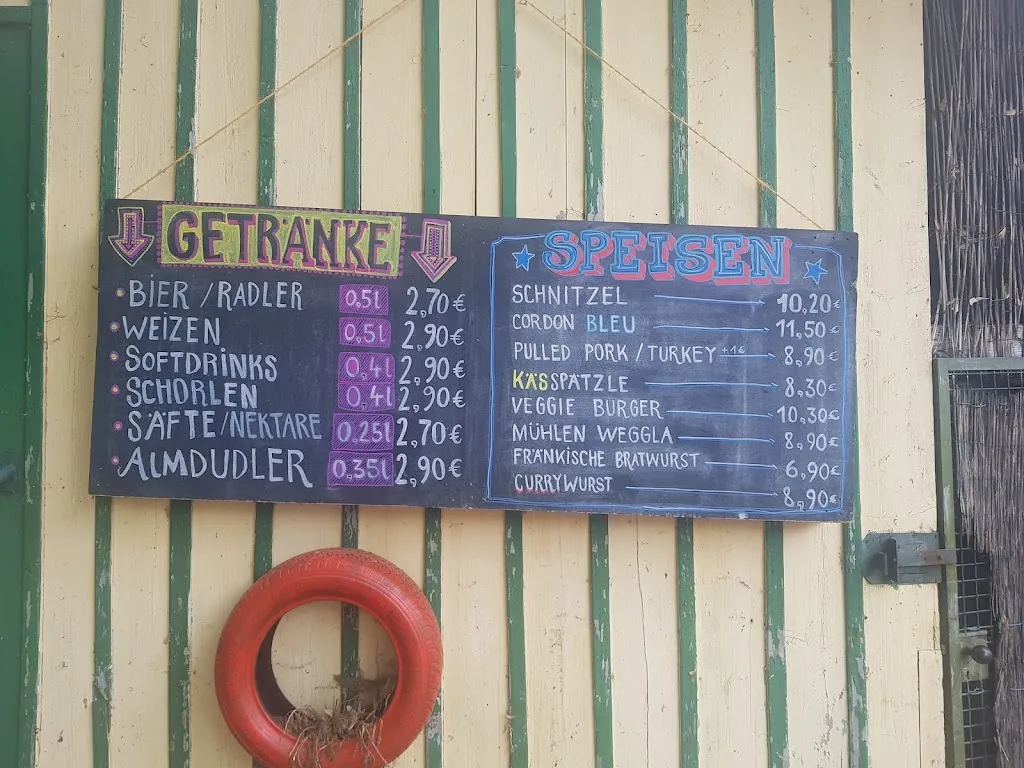 GETRÄNKE
BIER / RADLER 0,5l 2,70€
WEIZEN 0,5l 2,90€
SOFTDRINKS 0,4l 2,90€
SCHORLEN 0,4l 2,90€
SÄFTE/NEKTARE 0,25l 2,70€
ALMDUDLER 0,35l 2,90€
SPEISEN
SCHNITZEL 10,20€
CORDON BLEU 11,50€
PULLED PORK / TURKEY +1€ 8,90€
KÄSSPÄTZLE 8,30€
VEGGIE BURGER 10,30€
MÜHLEN WEGGLA 8,90€
FRÄNKISCHE BRATWURST 6,90€
CURRYWURST 8,90€